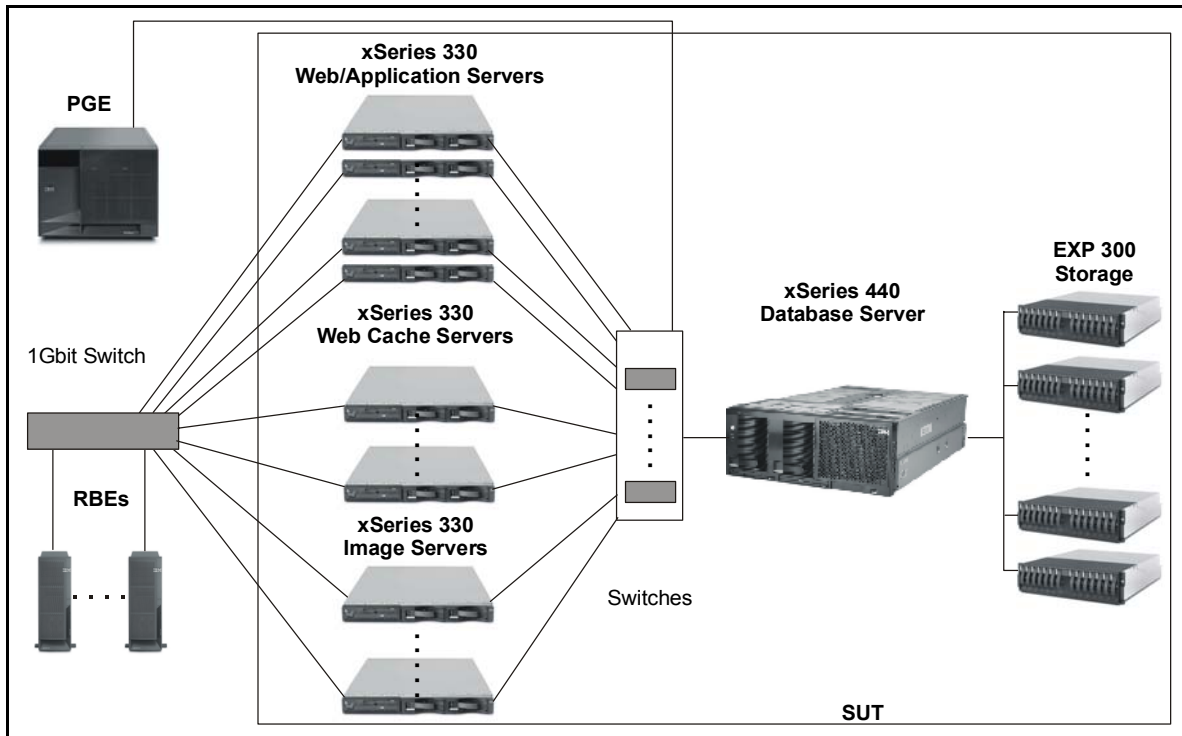 xSeries 330
Web/Application Servers
PGE
EXP 300
Storage
xSeries 440
Database Server
xSeries 330
Web Cache Servers
1Gbit Switch
RBEs
xSeries 330
Image Servers
Switches
SUT